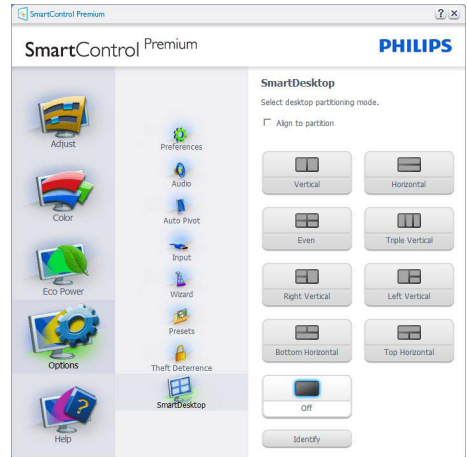 SmartControl Premium
SmartControl Premium
PHILIPS
Adjust
Color
Eco Power
Options
Help
Preferences
Audio
Auto Pivot
Input
Wizard
Presets
Theft Deterrence
SmartDesktop
SmartDesktop
Select desktop partitioning mode.
Align to partition
Vertical
Horizontal
Even
Triple Vertical
Right Vertical
Left Vertical
Bottom Horizontal
Top Horizontal
Off
Identify